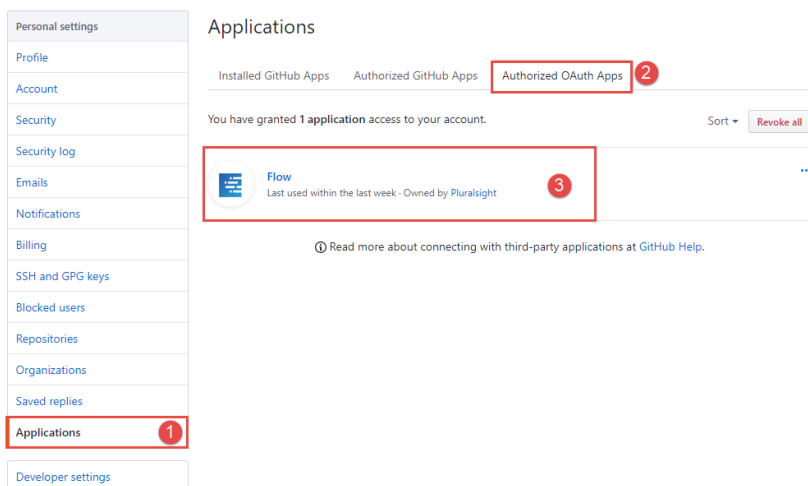 Personal settings
Profile
Account
Security
Security log
Emails
Notifications
Billing
SSH and GPG keys
Blocked users
Repositories
Organizations
Saved replies
Applications
1
Developer settings
Applications
Installed GitHub Apps Authorized GitHub Apps Authorized OAuth Apps 2
You have granted 1 application access to your account. Sort Revoke all
Flow
Last used within the last week · Owned by Pluralsight
3
Read more about connecting with third-party applications at GitHub Help.